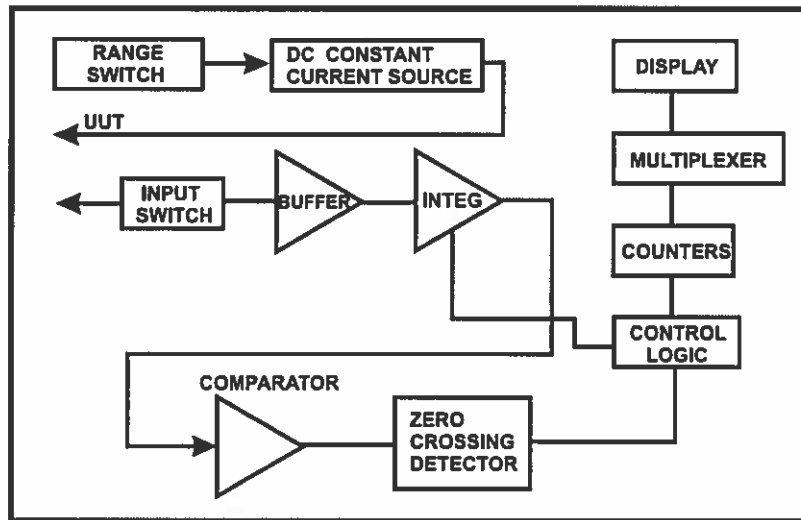 RANGE
SWITCH
DC CONSTANT
CURRENT SOURCE
DISPLAY
UUT
MULTIPLEXER
INPUT
SWITCH
BUFFER
INTEG
COUNTERS
CONTROL
LOGIC
COMPARATOR
ZERO
CROSSING
DETECTOR